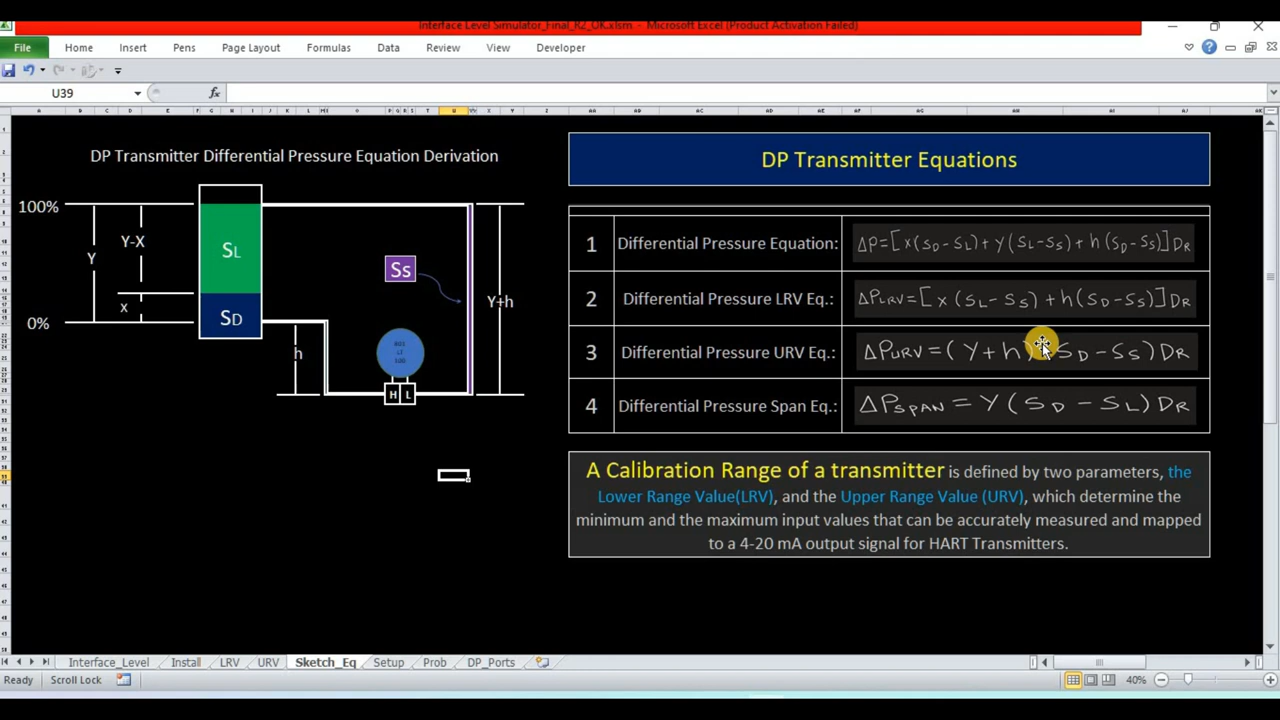 Interface Level Simulator_Final_R2_OK.xlsm - Microsoft Excel (Product Activation Failed)
File Home Insert Pens Page Layout Formulas Data Review View Developer
U39 fx
DP Transmitter Differential Pressure Equation Derivation
100%
Y
Y-X
X
0%
SL
SD
Ss
h
Y+h
H L
DP Transmitter Equations
1 Differential Pressure Equation: ΔP=[x(SD-SL)+Y(SL-SS)+h(SD-SS)]DR
2 Differential Pressure LRV Eq.: ΔPLRV=[x(SL-SS)+h(SD-SS)]DR
3 Differential Pressure URV Eq.: ΔPURV=(Y+h)(SD-SS)DR
4 Differential Pressure Span Eq.: ΔPSPAN=Y(SD-SL)DR
A Calibration Range of a transmitter is defined by two parameters, the
Lower Range Value(LRV), and the Upper Range Value (URV), which determine the
minimum and the maximum input values that can be accurately measured and mapped
to a 4-20 mA output signal for HART Transmitters.
Interface_Level Install LRV URV Sketch_Eq Setup Prob DP_Ports
Ready Scroll Lock 40%